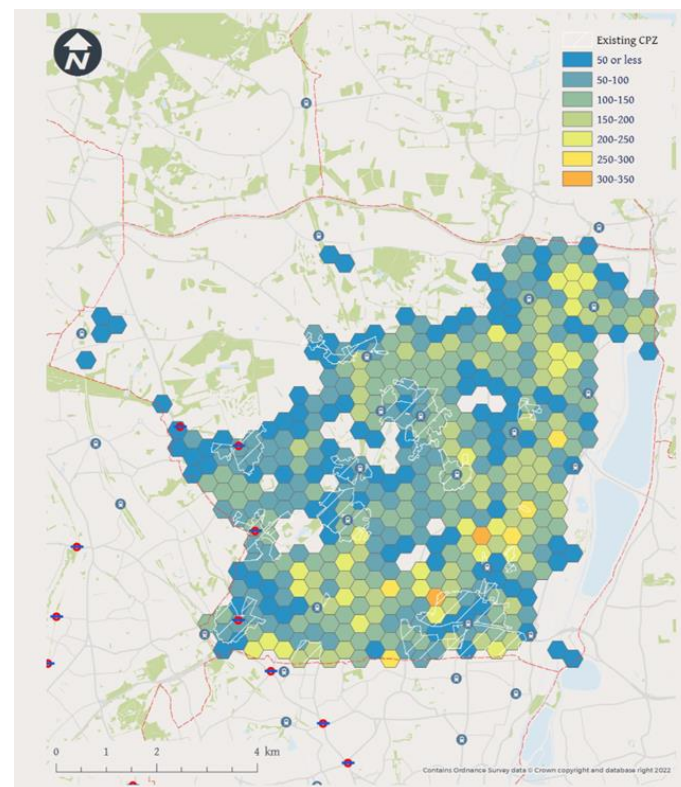 N
Existing CPZ
50 or less
50-100
100-150
150-200
200-250
250-300
300-350
0 1 2 4 km
Contains Ordnance Survey data © Crown copyright and database right 2022